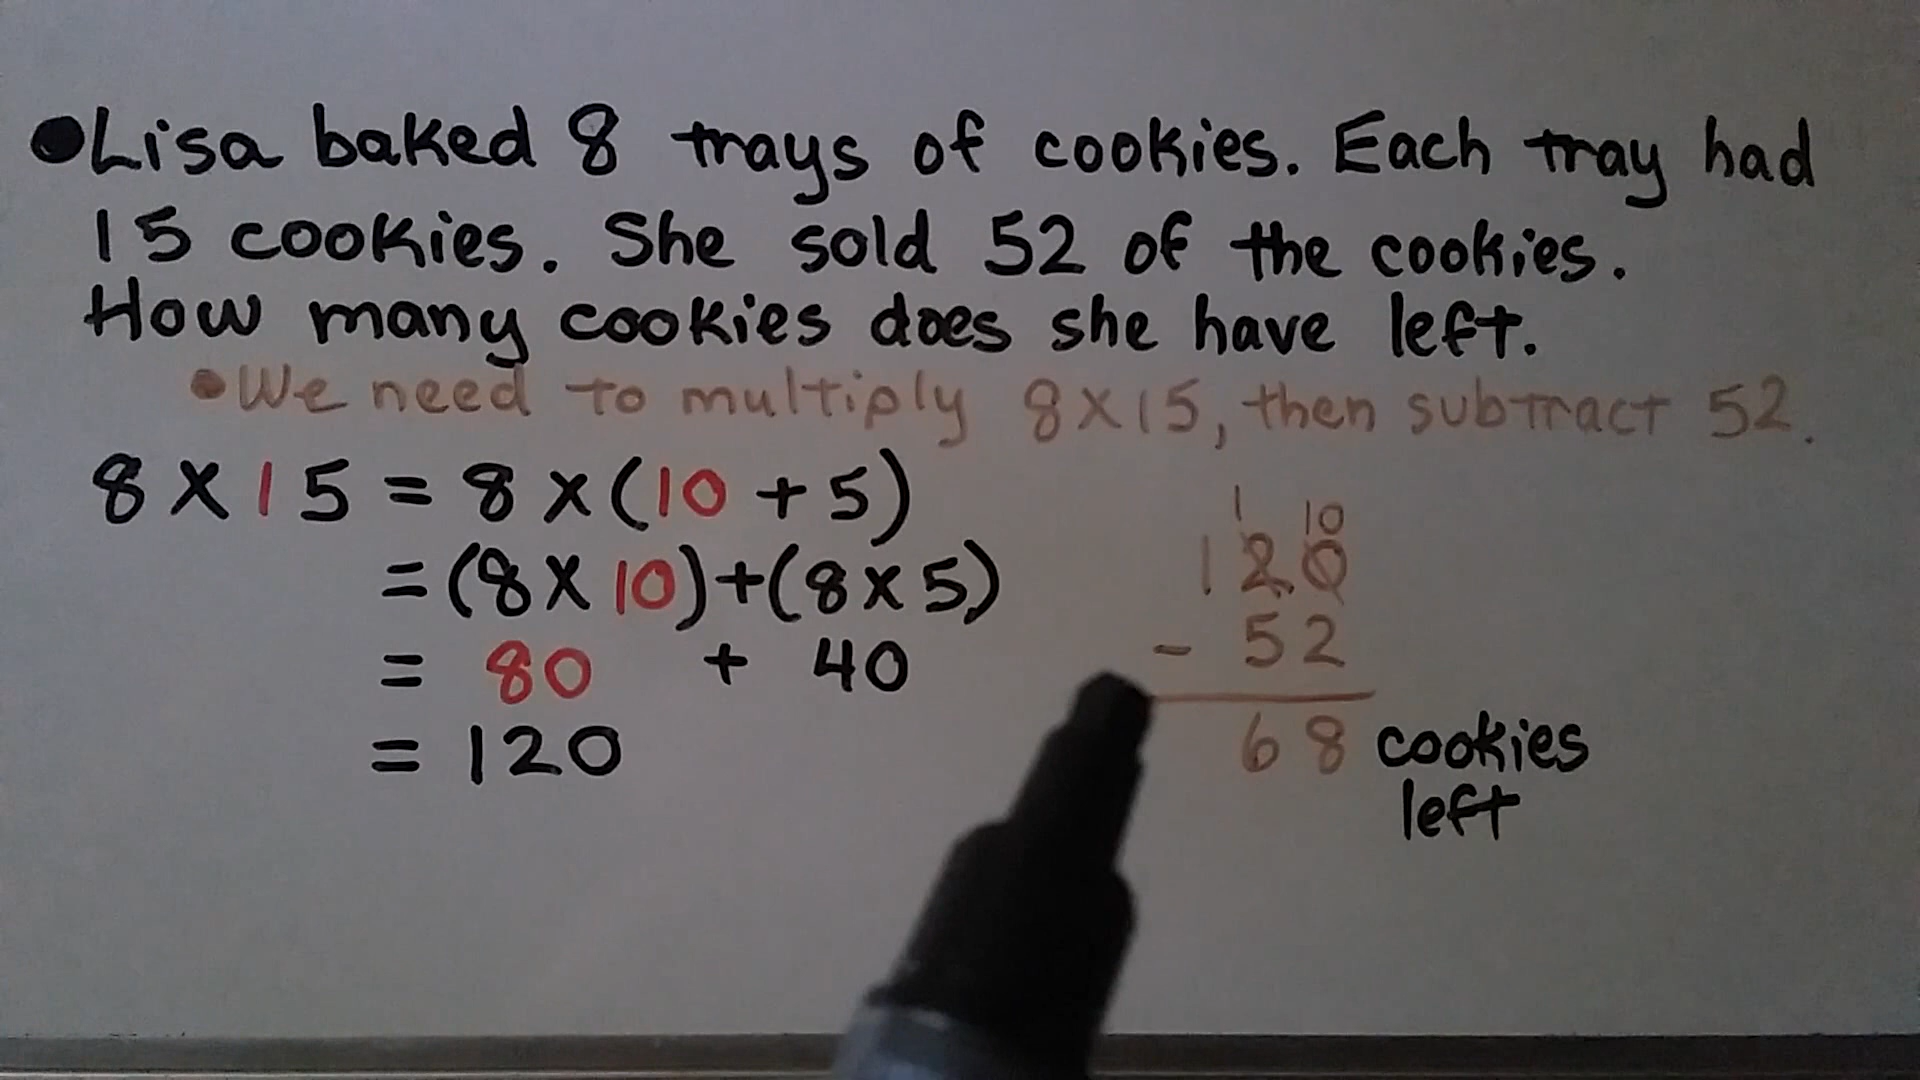 •Lisa baked 8 trays of cookies. Each tray had
15 cookies. She sold 52 of the cookies.
How many cookies does she have left.
•We need to multiply 8×15, then subtract 52.
8 × 15 = 8 × (10 + 5)
= (8 × 10) + (8 × 5)
= 80 + 40
= 120
1 10
120
- 52
68 cookies
left